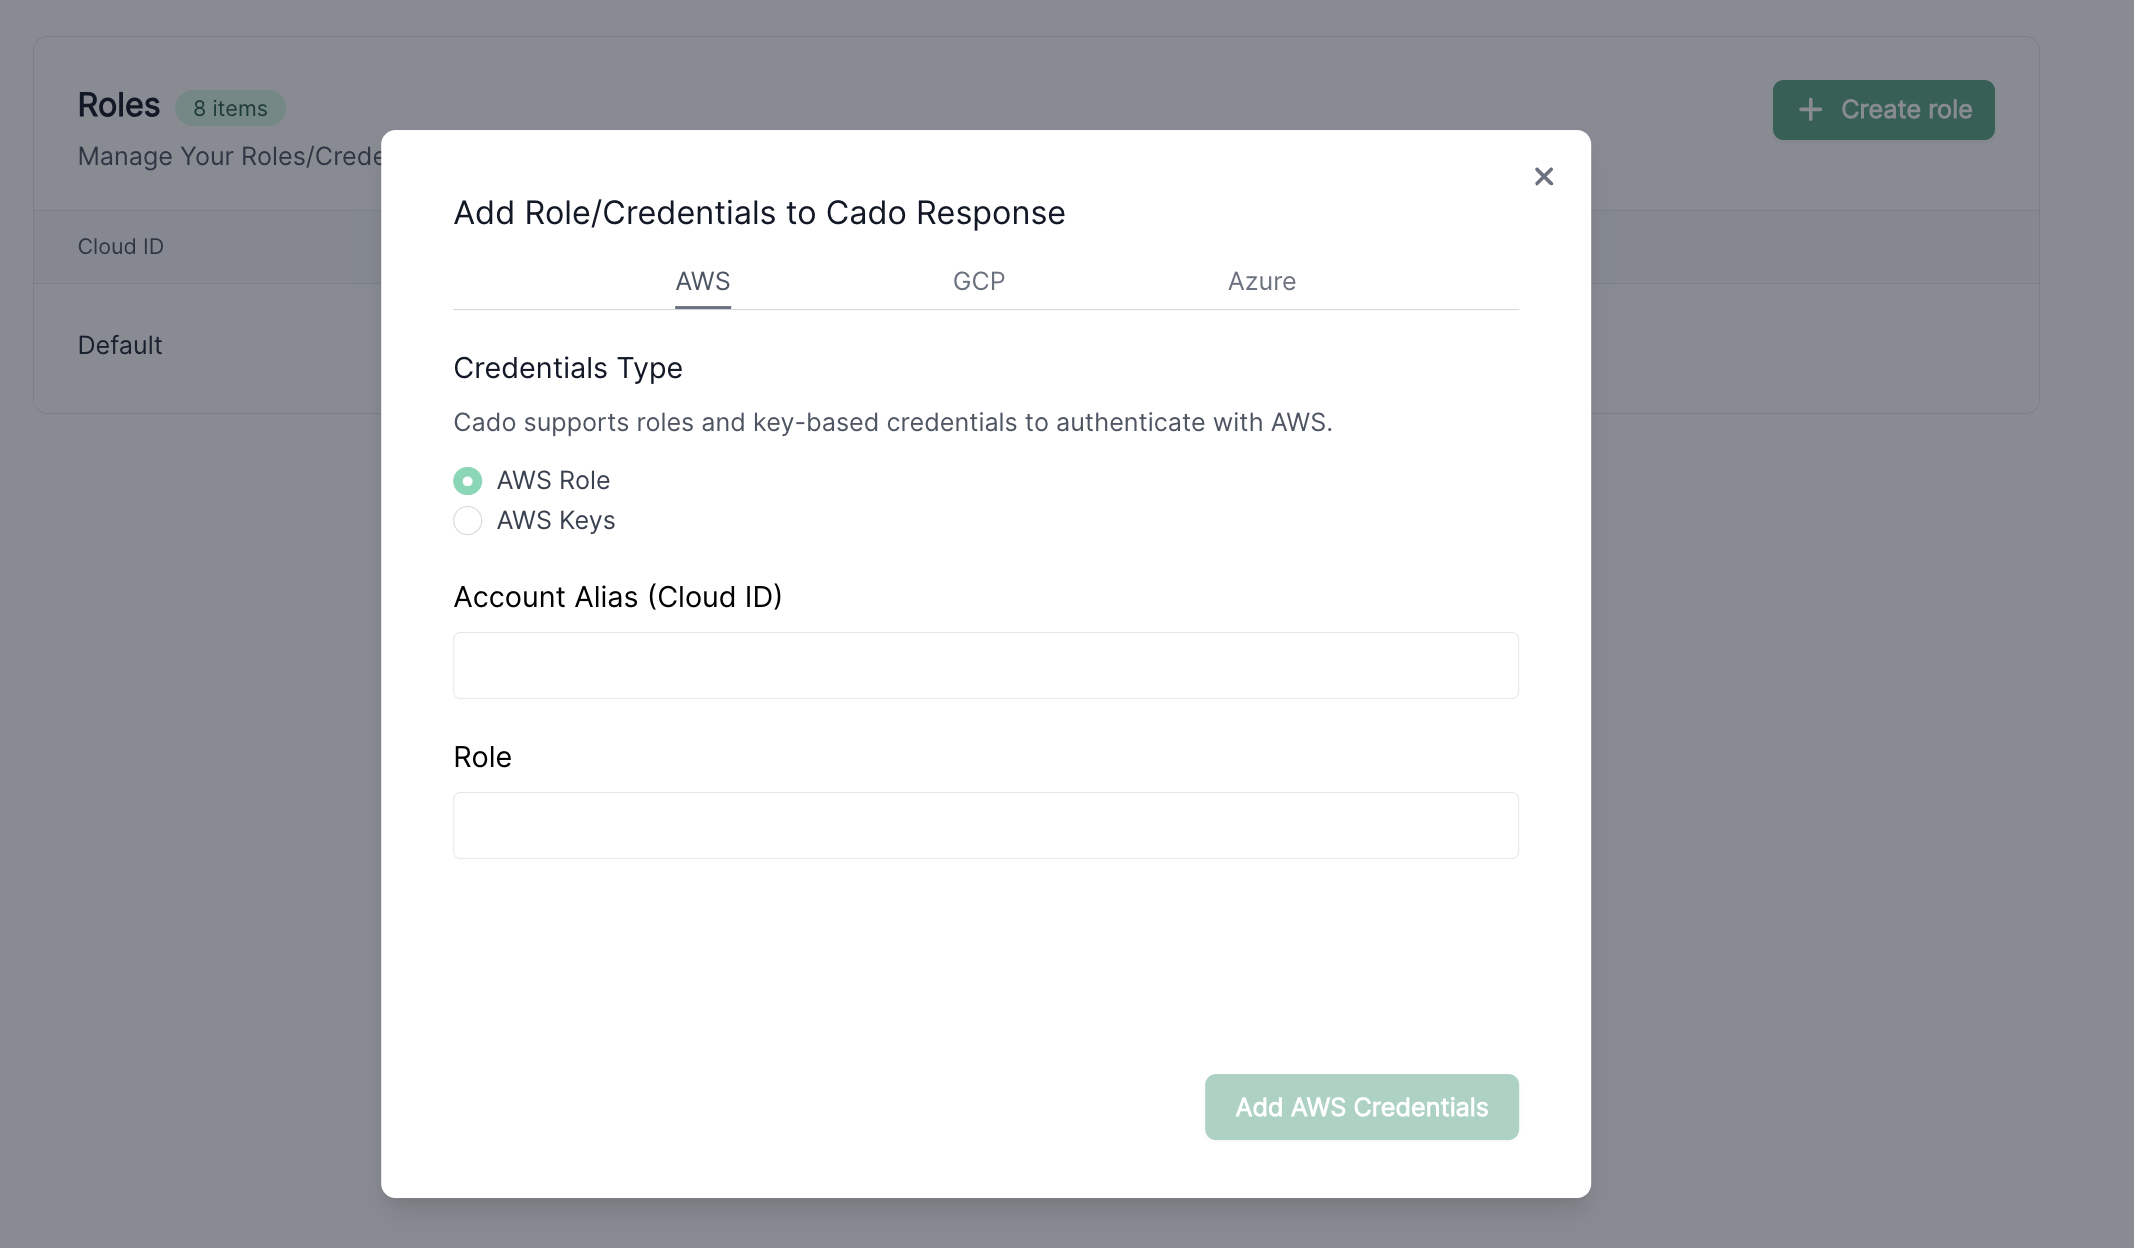 Roles 8 items
+ Create role
Manage Your Roles/Crede
Cloud ID
Default
Add Role/Credentials to Cado Response
AWS GCP Azure
Credentials Type
Cado supports roles and key-based credentials to authenticate with AWS.
AWS Role
AWS Keys
Account Alias (Cloud ID)
Role
Add AWS Credentials